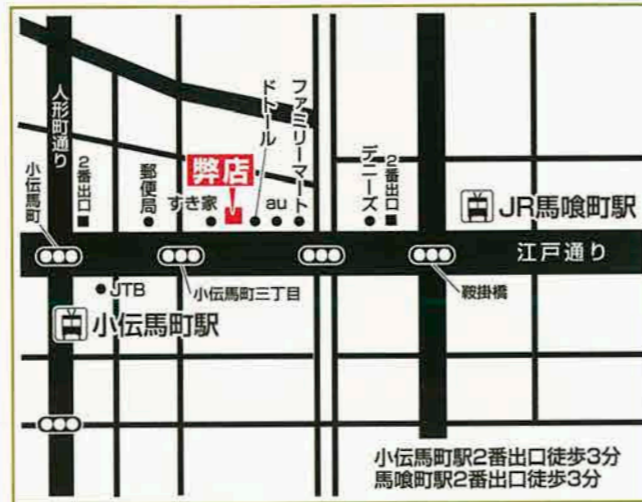 人形町通り
小伝馬町
2番出口
郵便局
すき家
弊店
ドトール
au
ファミリーマート
デニーズ
2番出口
JR馬喰町駅
江戸通り
JTB
小伝馬町三丁目
鞍掛橋
小伝馬町駅
小伝馬町駅2番出口徒歩3分
馬喰町駅2番出口徒歩3分